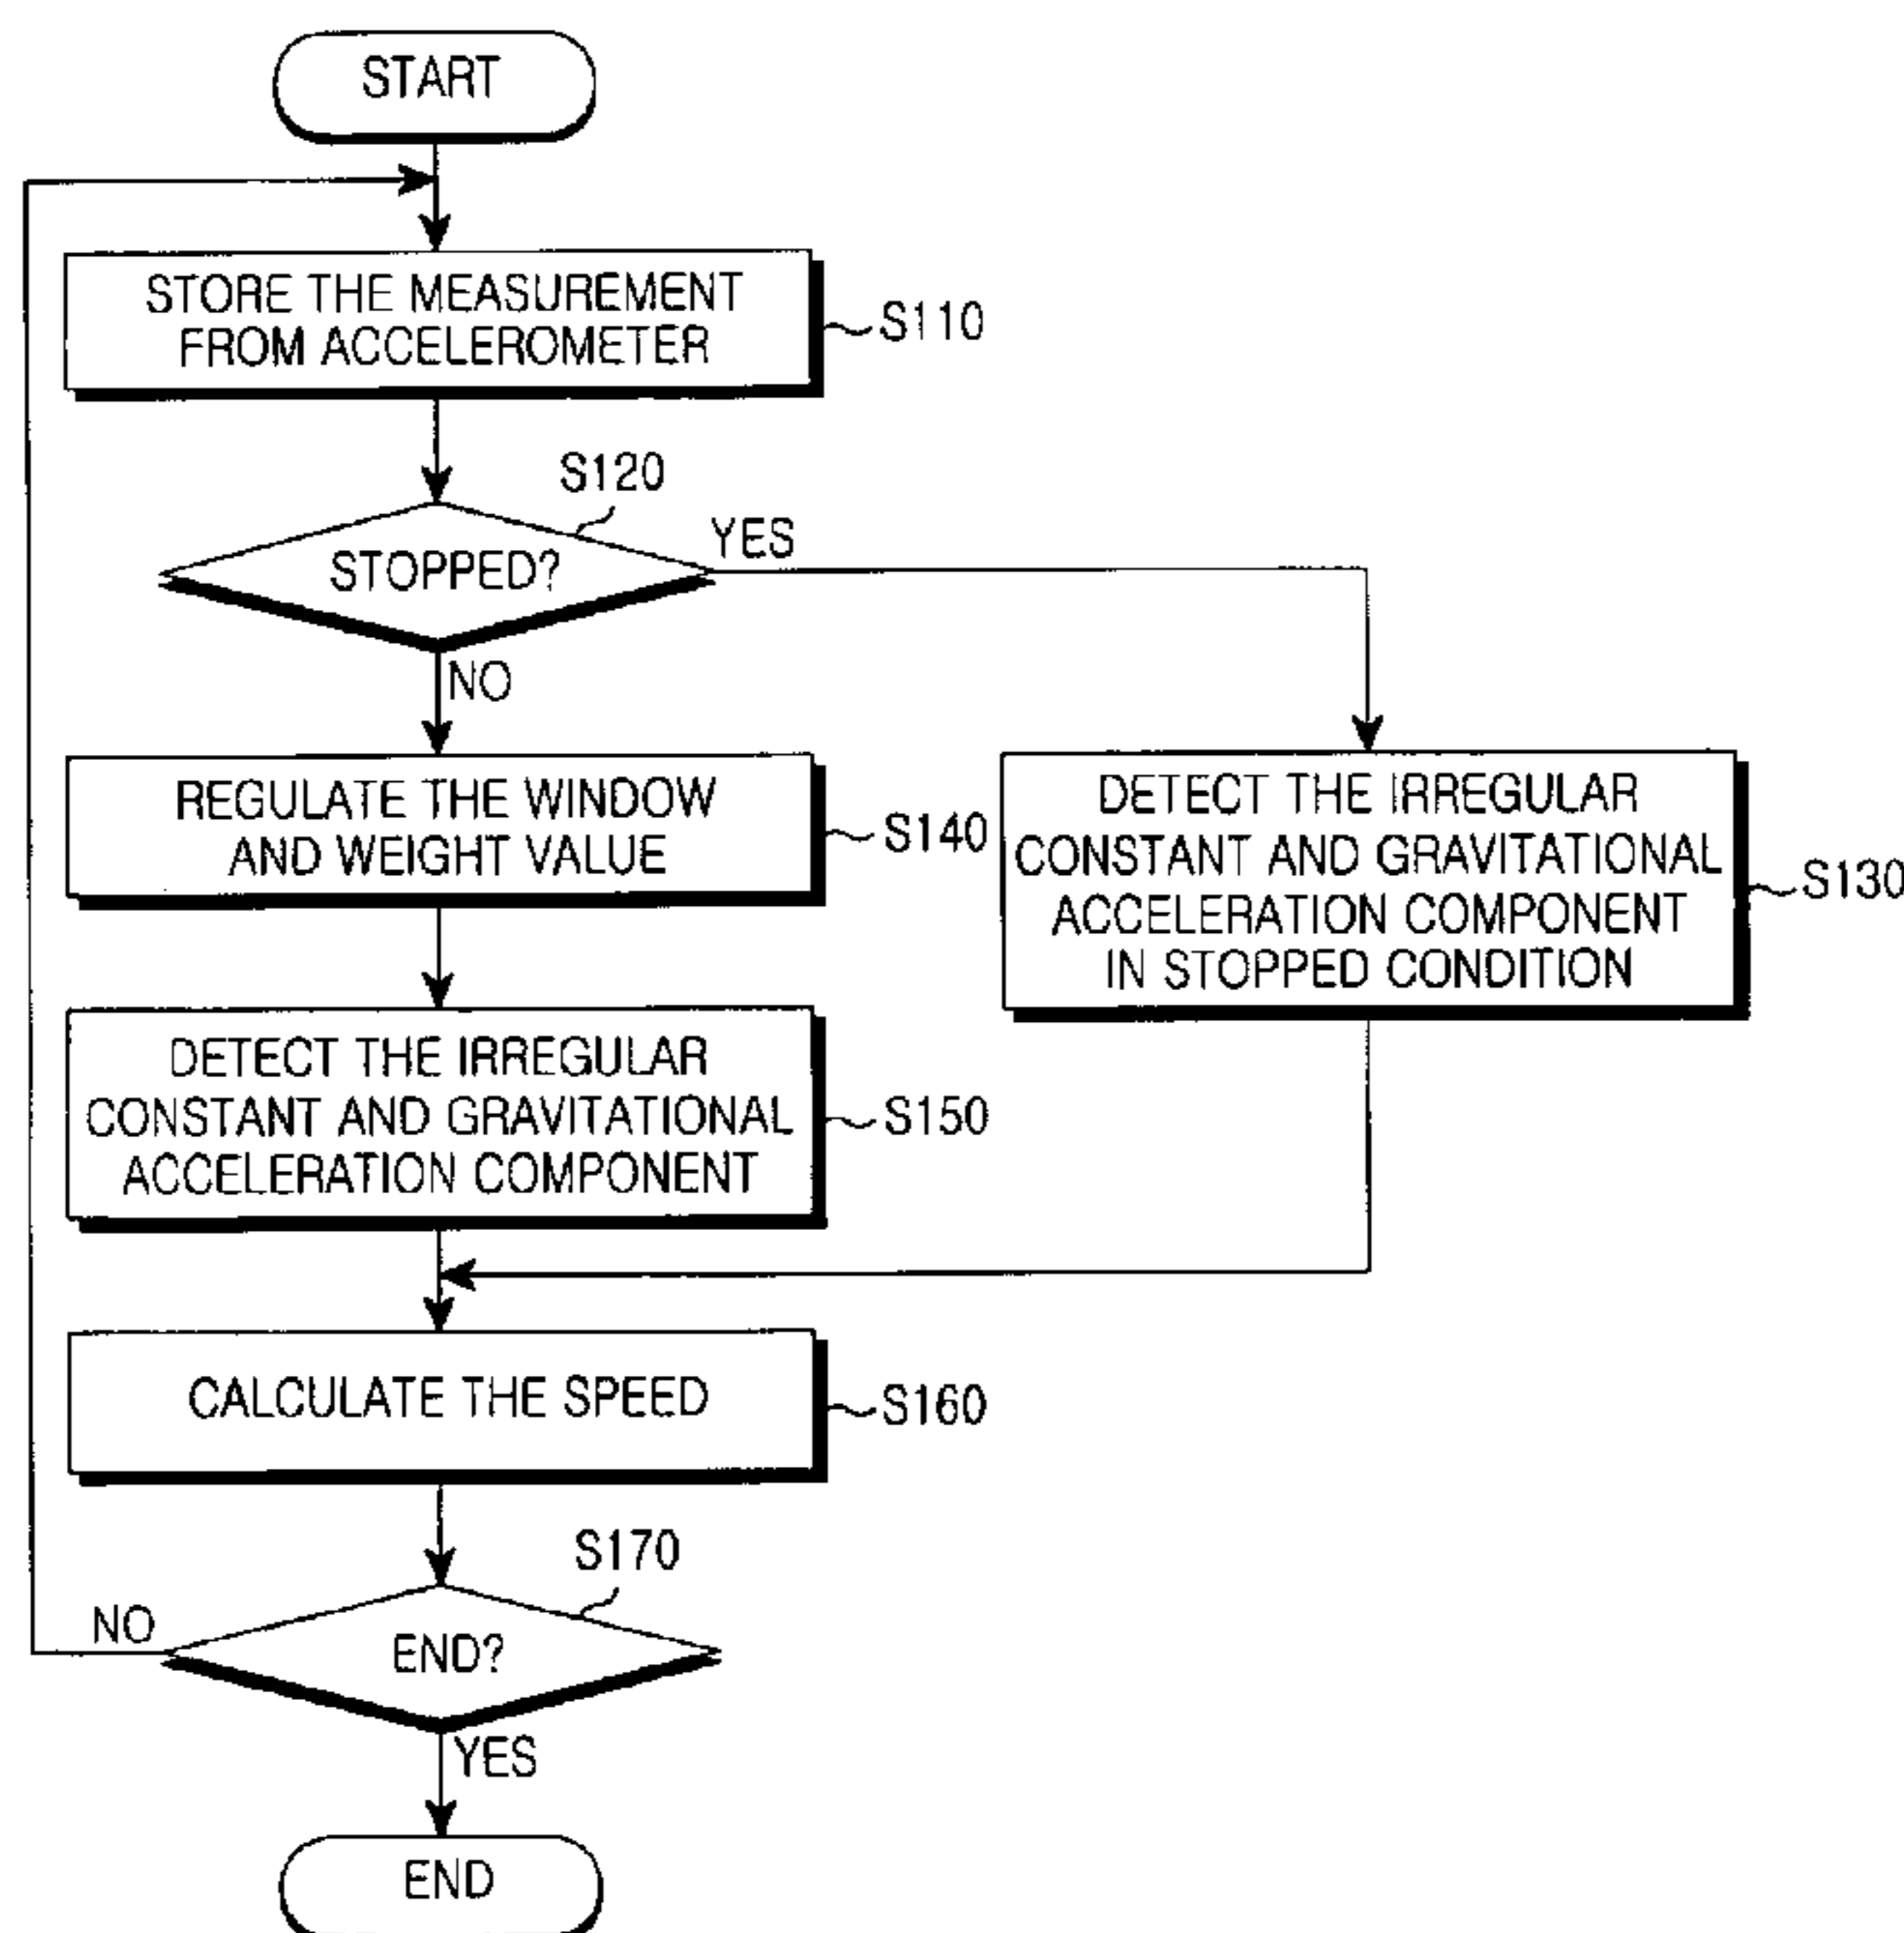 START
STORE THE MEASUREMENT
FROM ACCELEROMETER
S110
S120
STOPPED?
YES
NO
REGULATE THE WINDOW
AND WEIGHT VALUE
S140
DETECT THE IRREGULAR
CONSTANT AND GRAVITATIONAL
ACCELERATION COMPONENT
IN STOPPED CONDITION
S130
DETECT THE IRREGULAR
CONSTANT AND GRAVITATIONAL
ACCELERATION COMPONENT
S150
CALCULATE THE SPEED
S160
S170
END?
NO
YES
END